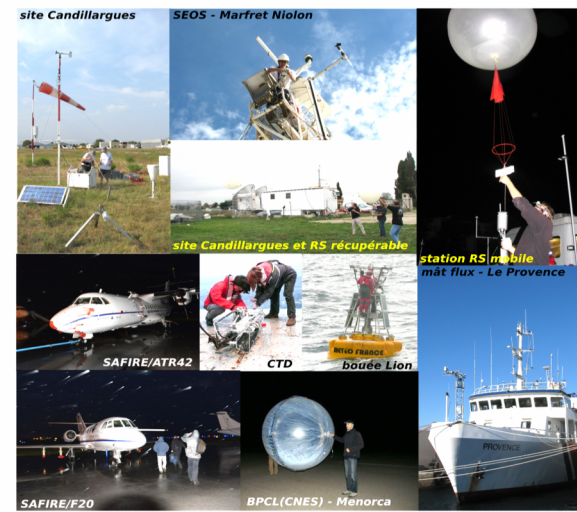 site Candillargues
SEOS - Marfret Niolon
site Candillargues et RS récupérable
station RS mobile
mât flux - Le Provence
SAFIRE/ATR42
CTD
METEO FRANCE
bouée Lion
PROVENCE
SAFIRE/F20
BPCL(CNES) - Menorca